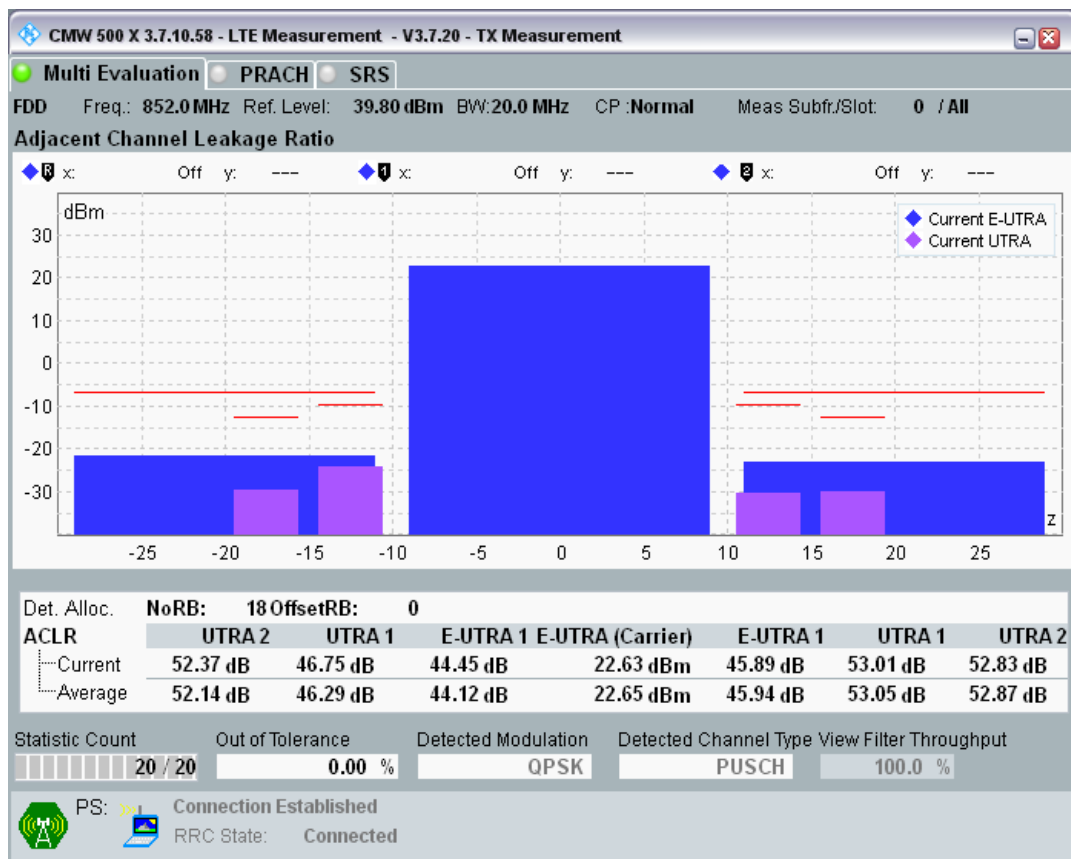 CMW 500 X 3.7.10.58 - LTE Measurement - V3.7.20 - TX Measurement
Multi Evaluation PRACH SRS
FDD Freq.: 852.0 MHz Ref. Level: 39.80 dBm BW:20.0 MHz CP :Normal Meas Subfr./Slot: 0 / All
Adjacent Channel Leakage Ratio
R x: Off y: --- 1 x: Off y: --- 2 x: Off y: ---
dBm
Current E-UTRA
Current UTRA
30
20
10
0
-10
-20
-30
z
-25 -20 -15 -10 -5 0 5 10 15 20 25
Det. Alloc. NoRB: 18 OffsetRB: 0
ACLR UTRA 2 UTRA 1 E-UTRA 1 E-UTRA (Carrier) E-UTRA 1 UTRA 1 UTRA 2
Current 52.37 dB 46.75 dB 44.45 dB 22.63 dBm 45.89 dB 53.01 dB 52.83 dB
Average 52.14 dB 46.29 dB 44.12 dB 22.65 dBm 45.94 dB 53.05 dB 52.87 dB
Statistic Count Out of Tolerance Detected Modulation Detected Channel Type View Filter Throughput
20 / 20 0.00 % QPSK PUSCH 100.0 %
PS: Connection Established
RRC State: Connected